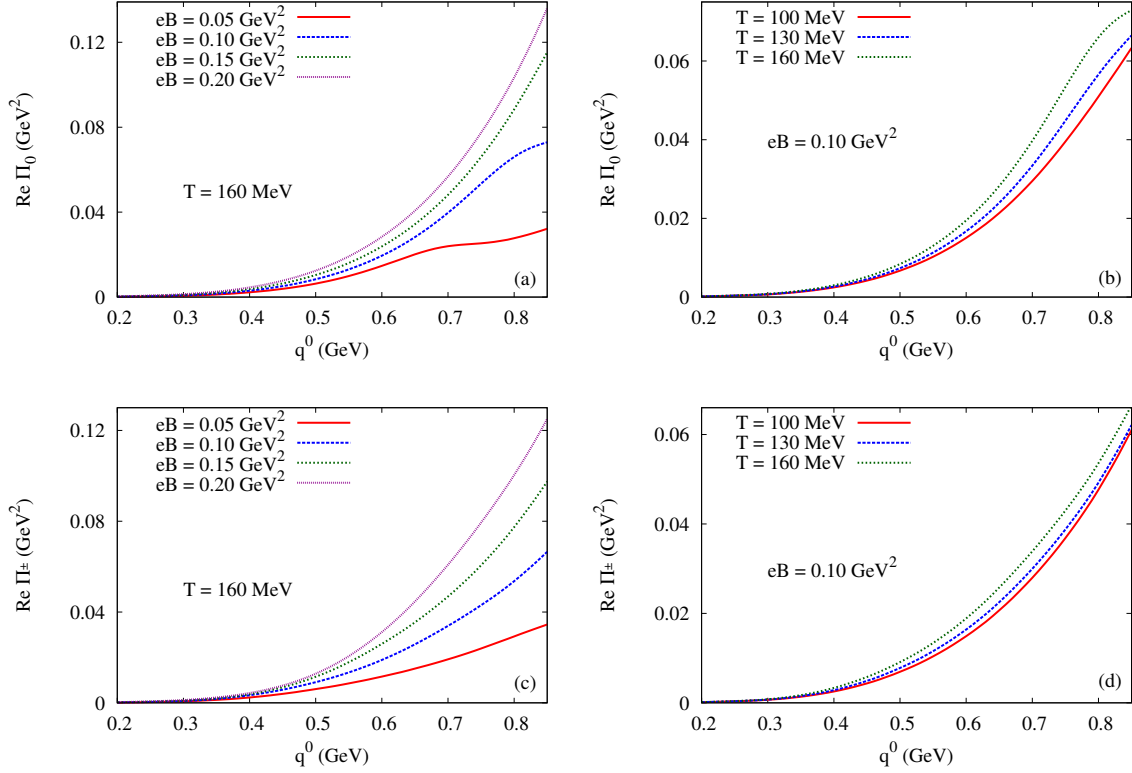 eB = 0.05 GeV²
eB = 0.10 GeV²
eB = 0.15 GeV²
eB = 0.20 GeV²
T = 160 MeV
(a)
Re Π₀ (GeV²)
0
0.04
0.08
0.12
0.2 0.3 0.4 0.5 0.6 0.7 0.8
q⁰ (GeV)
T = 100 MeV
T = 130 MeV
T = 160 MeV
eB = 0.10 GeV²
(b)
Re Π₀ (GeV²)
0
0.02
0.04
0.06
0.2 0.3 0.4 0.5 0.6 0.7 0.8
q⁰ (GeV)
eB = 0.05 GeV²
eB = 0.10 GeV²
eB = 0.15 GeV²
eB = 0.20 GeV²
T = 160 MeV
(c)
Re Π± (GeV²)
0
0.04
0.08
0.12
0.2 0.3 0.4 0.5 0.6 0.7 0.8
q⁰ (GeV)
T = 100 MeV
T = 130 MeV
T = 160 MeV
eB = 0.10 GeV²
(d)
Re Π± (GeV²)
0
0.02
0.04
0.06
0.2 0.3 0.4 0.5 0.6 0.7 0.8
q⁰ (GeV)